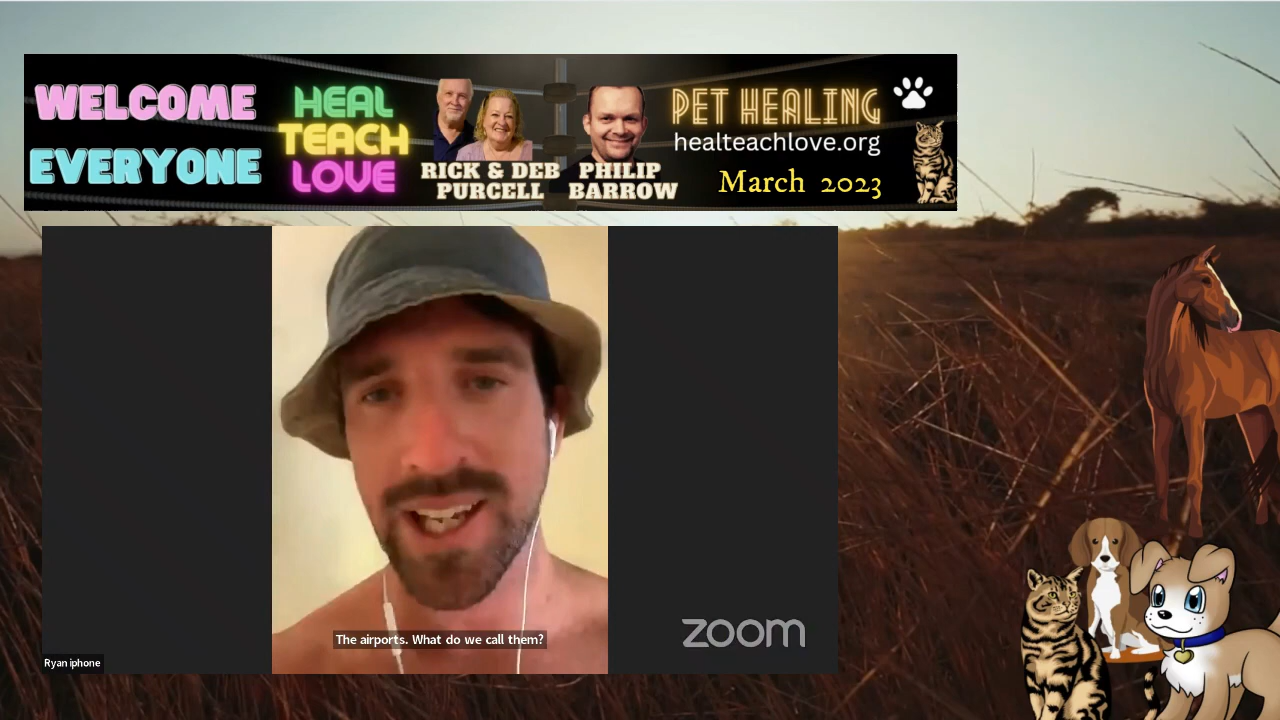 WELCOME
EVERYONE
HEAL
TEACH
LOVE
RICK & DEB
PURCELL
PHILIP
BARROW
PET HEALING
healteachlove.org
March 2023
The airports. What do we call them?
zoom
Ryan iphone